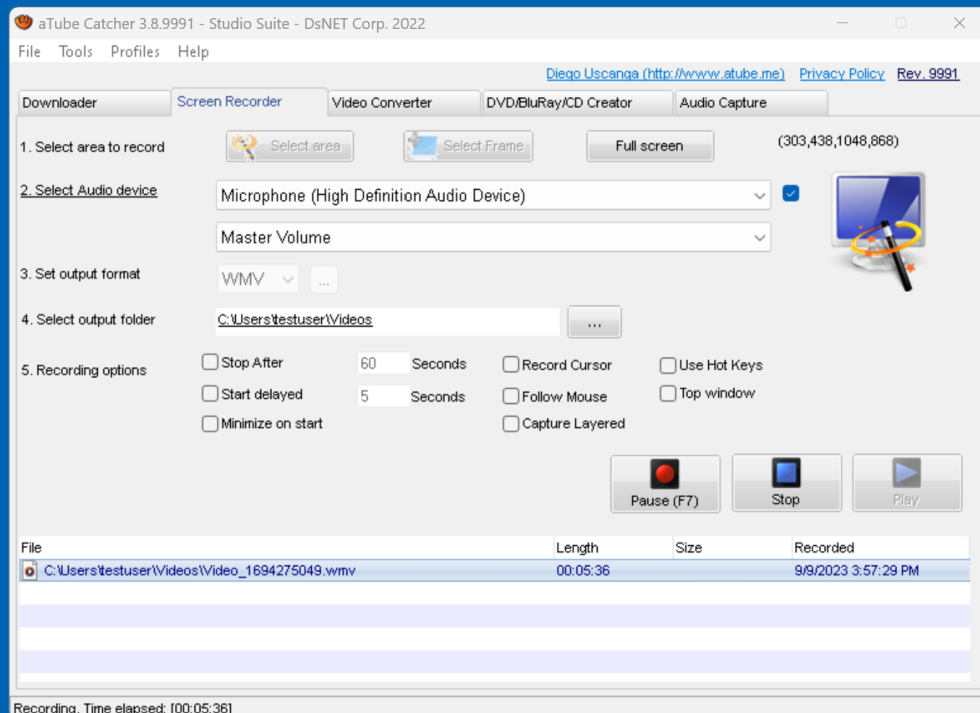 aTube Catcher 3.8.9991 - Studio Suite - DsNET Corp. 2022
File Tools Profiles Help
Diego Uscanga (http://www.atube.me) Privacy Policy Rev. 9991
Downloader Screen Recorder Video Converter DVD/BluRay/CD Creator Audio Capture
1. Select area to record Select area Select Frame Full screen (303,438,1048,868)
2. Select Audio device Microphone (High Definition Audio Device)
Master Volume
3. Set output format WMV ...
4. Select output folder C:\Users\testuser\Videos ...
5. Recording options Stop After 60 Seconds Record Cursor Use Hot Keys
Start delayed 5 Seconds Follow Mouse Top window
Minimize on start Capture Layered
Pause (F7) Stop Play
File Length Size Recorded
C:\Users\testuser\Videos\Video_1694275049.wmv 00:05:36 9/9/2023 3:57:29 PM
Recording. Time elapsed: [00:05:36]